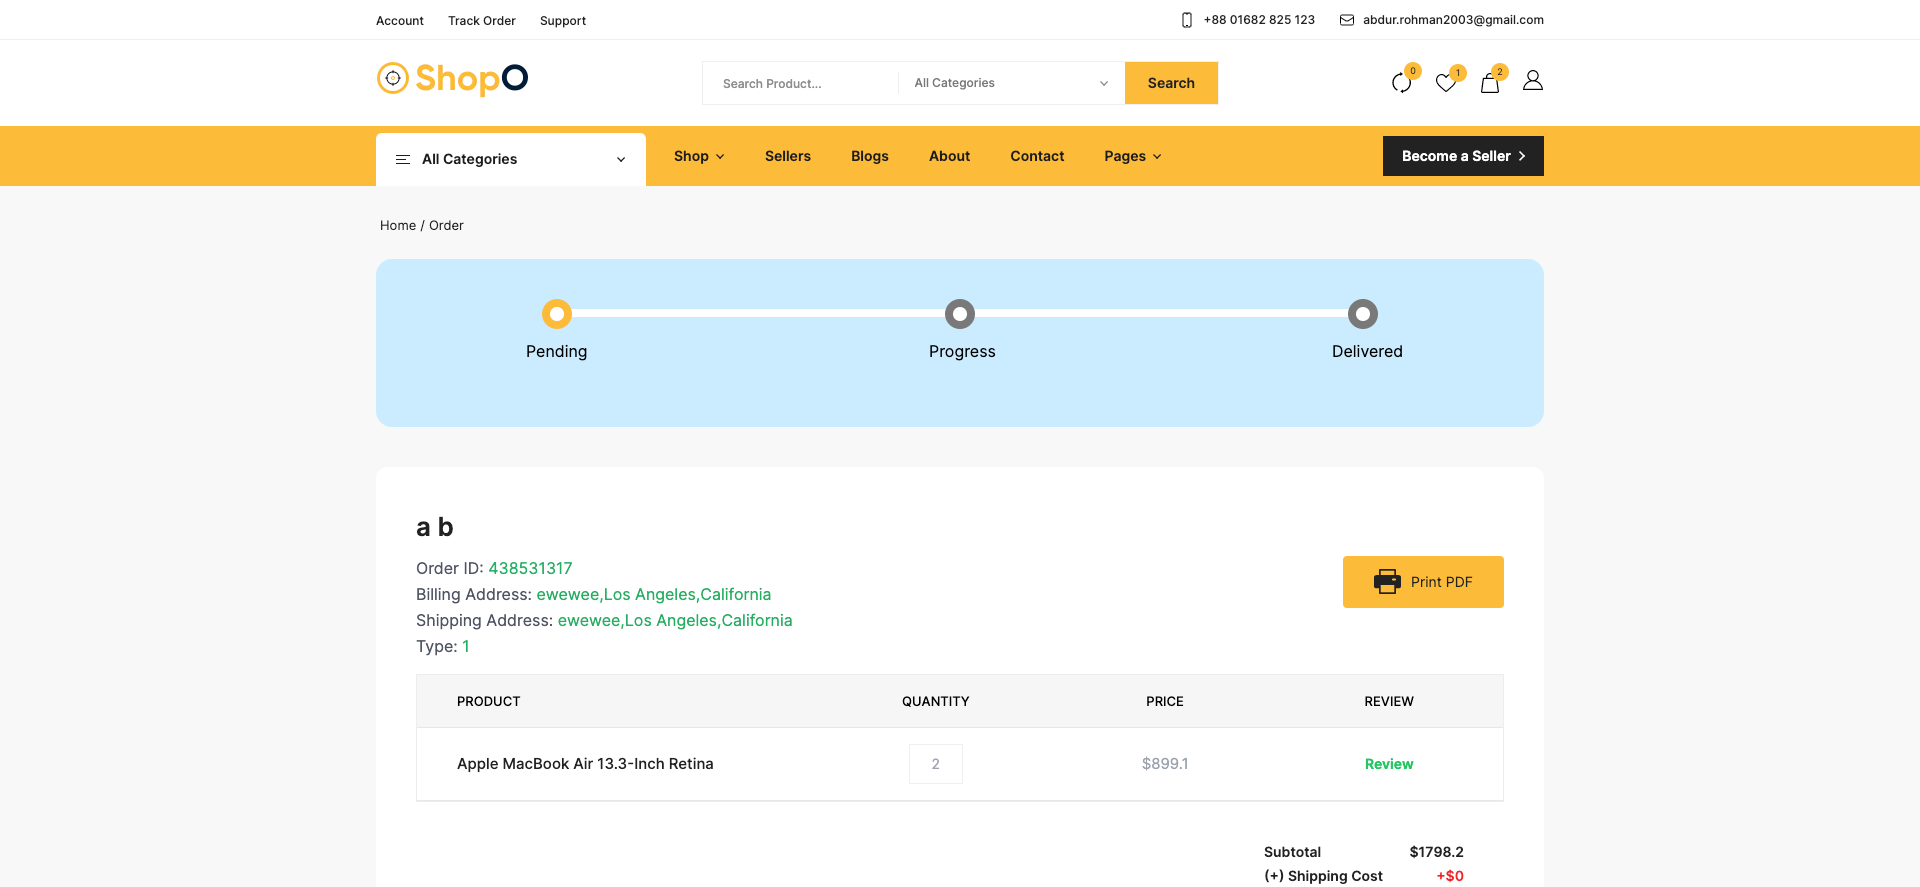 Account Track Order Support +88 01682 825 123 abdur.rohman2003@gmail.com
ShopO Search Product... All Categories Search 0 1 2
All Categories Shop Sellers Blogs About Contact Pages Become a Seller
Home / Order
Pending Progress Delivered
a b
Order ID: 438531317
Billing Address: ewewee,Los Angeles,California
Print PDF
Shipping Address: ewewee,Los Angeles,California
Type: 1
PRODUCT QUANTITY PRICE REVIEW
Apple MacBook Air 13.3-Inch Retina 2 $899.1 Review
Subtotal $1798.2
(+) Shipping Cost +$0